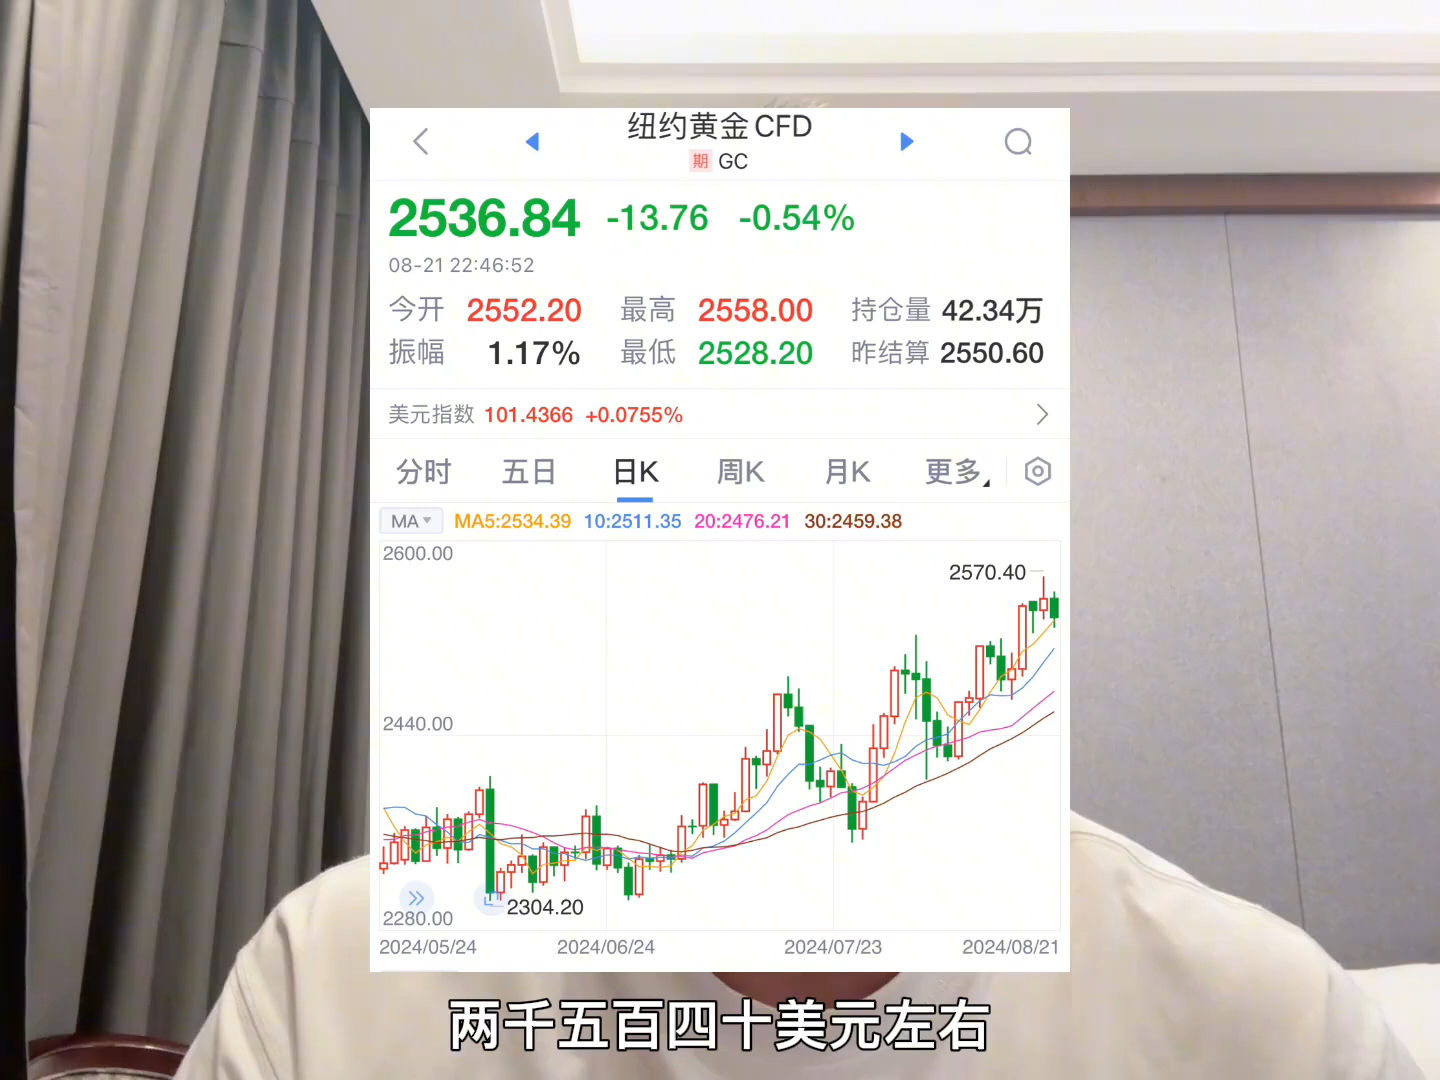 纽约黄金CFD
期 GC
2536.84 -13.76 -0.54%
08-21 22:46:52
今开 2552.20 最高 2558.00 持仓量 42.34万
振幅 1.17% 最低 2528.20 昨结算 2550.60
美元指数 101.4366 +0.0755%
分时 五日 日K 周K 月K 更多
MA MA5:2534.39 10:2511.35 20:2476.21 30:2459.38
2600.00
2570.40
2440.00
2304.20
2280.00
2024/05/24 2024/06/24 2024/07/23 2024/08/21
两千五百四十美元左右